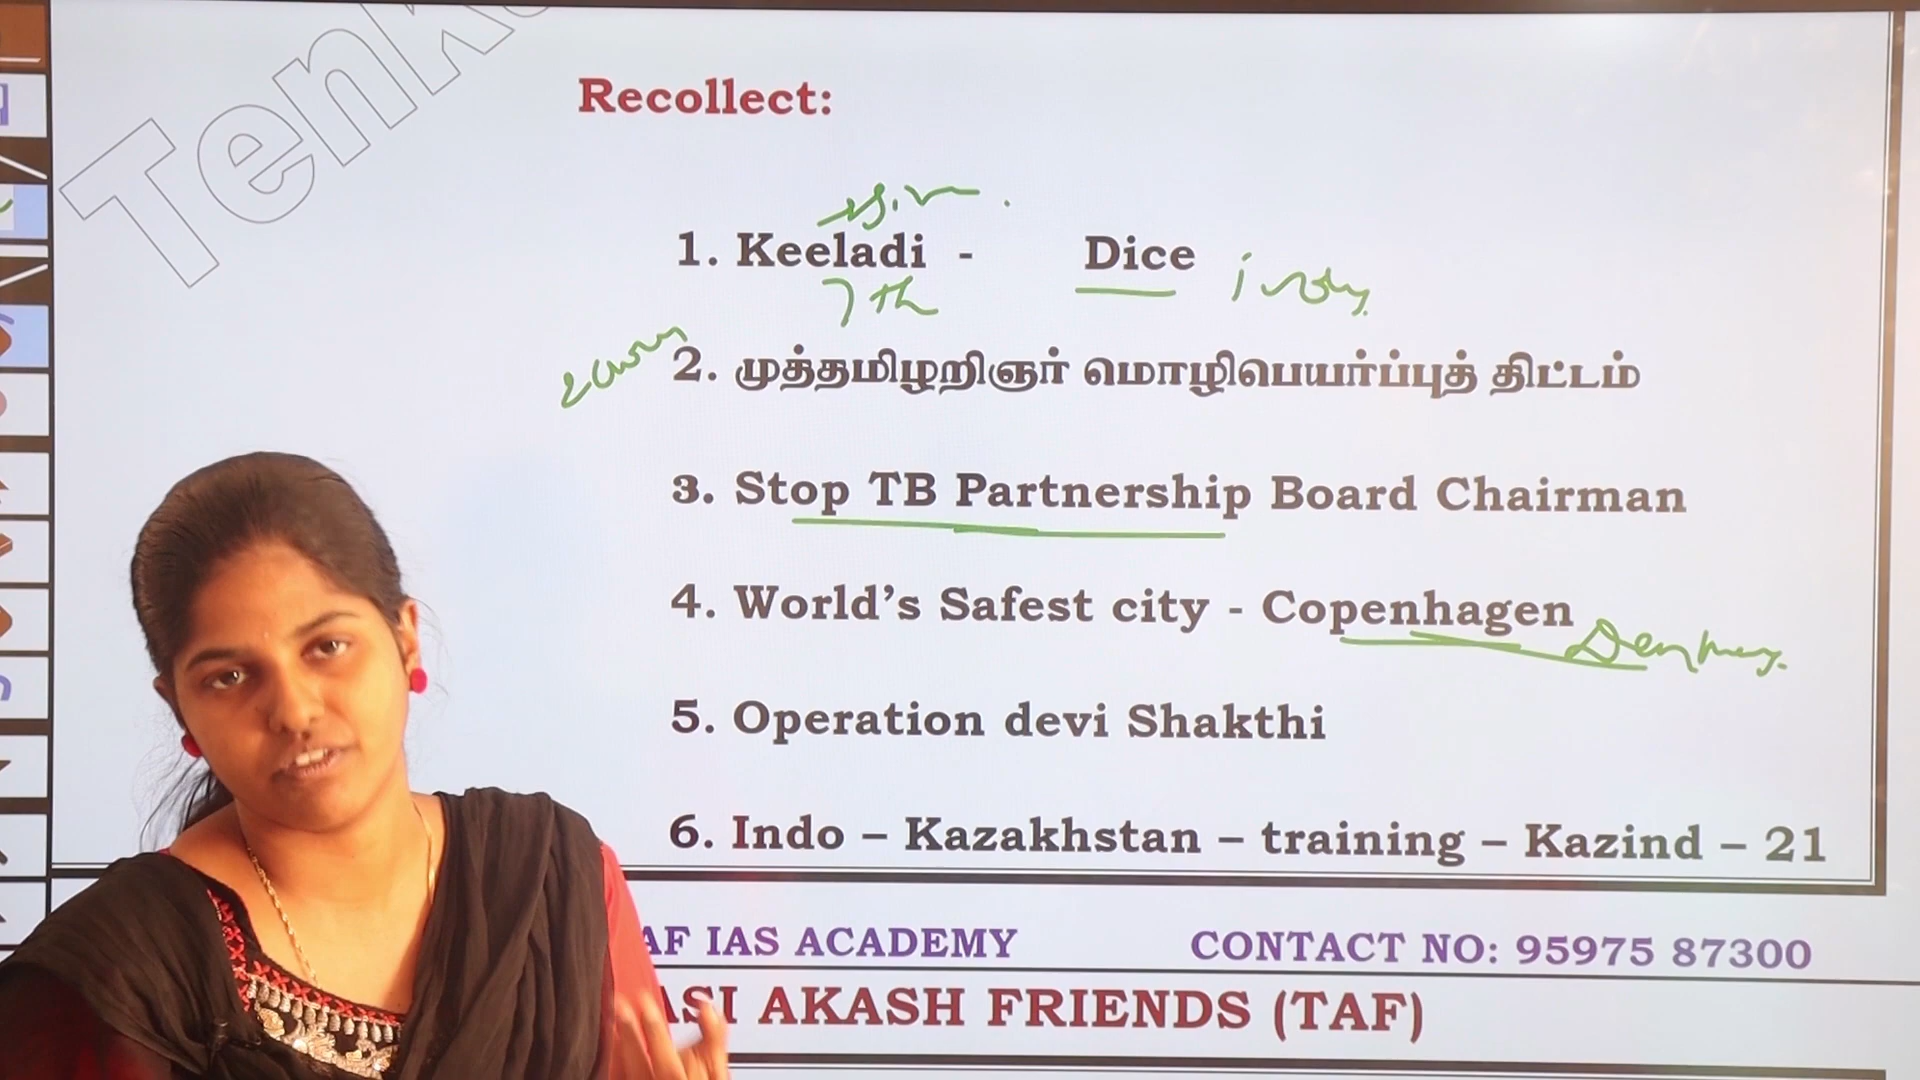 Tenk
Recollect:
1. Keeladi - Dice
7th
2. முத்தமிழறிஞர் மொழிபெயர்ப்புத் திட்டம்
3. Stop TB Partnership Board Chairman
4. World's Safest city - Copenhagen
5. Operation devi Shakthi
6. Indo – Kazakhstan – training – Kazind – 21
AF IAS ACADEMY CONTACT NO: 95975 87300
ASI AKASH FRIENDS (TAF)